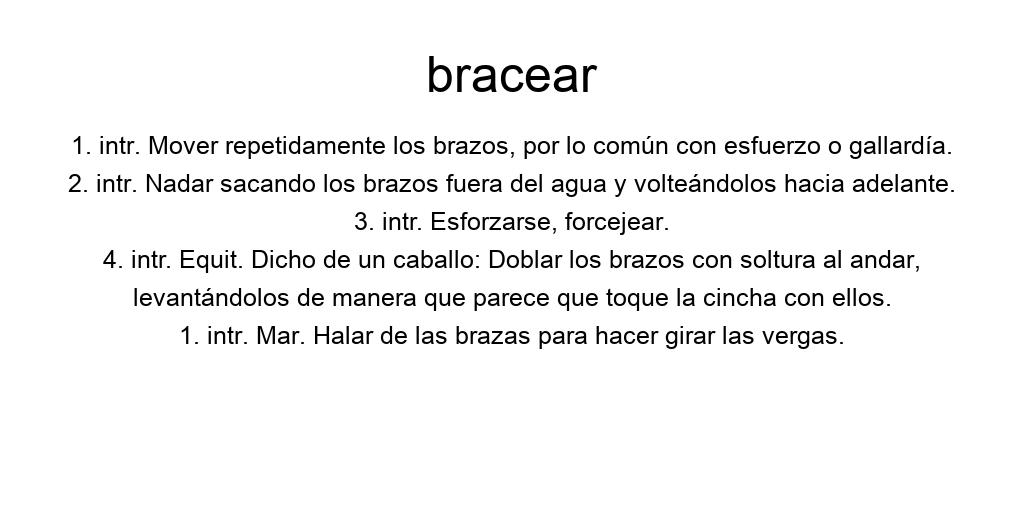 bracear
1. intr. Mover repetidamente los brazos, por lo común con esfuerzo o gallardía.
2. intr. Nadar sacando los brazos fuera del agua y volteándolos hacia adelante.
3. intr. Esforzarse, forcejear.
4. intr. Equit. Dicho de un caballo: Doblar los brazos con soltura al andar,
levantándolos de manera que parece que toque la cincha con ellos.
1. intr. Mar. Halar de las brazas para hacer girar las vergas.